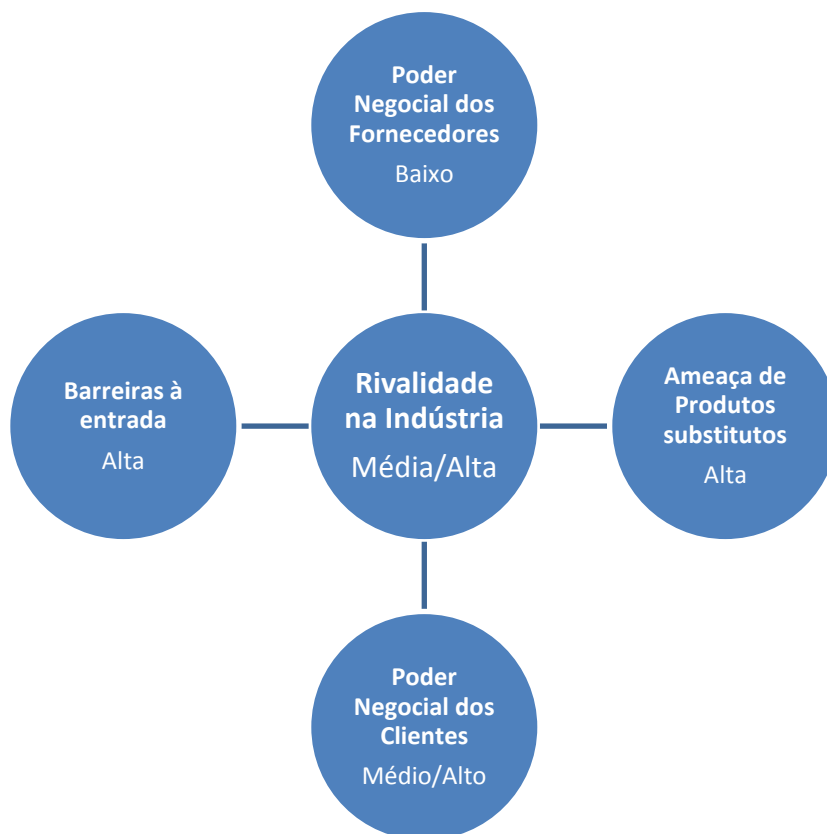 Poder
Negocial dos
Fornecedores
Baixo
Barreiras à
entrada
Alta
Rivalidade
na Indústria
Média/Alta
Ameaça de
Produtos
substitutos
Alta
Poder
Negocial dos
Clientes
Médio/Alto